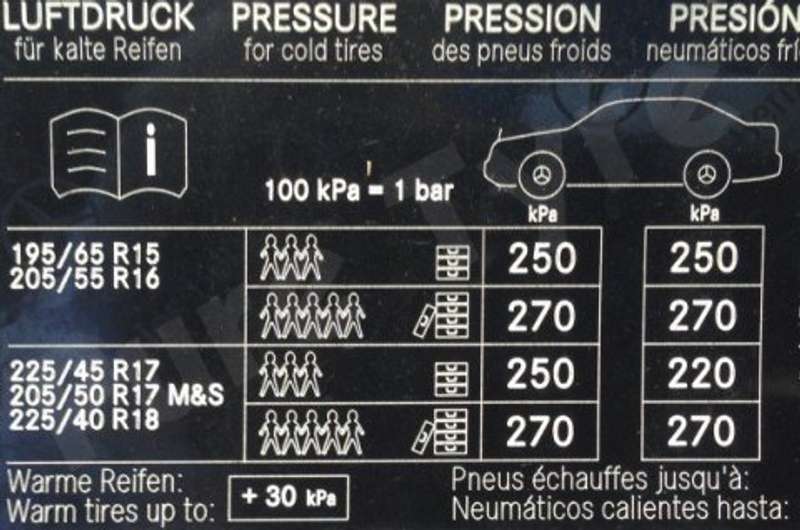 LUFTDRUCK PRESSURE PRESSION PRESIÓN
für kalte Reifen for cold tires des pneus froids neumáticos
i
100 kPa = 1 bar
kPa kPa
195/65 R15 250 250
205/55 R16
270 270
225/45 R17 250 220
205/50 R17 M&S
225/40 R18 270 270
Warme Reifen: Pneus échauffes jusqu'à:
Warm tires up to: + 30 kPa Neumáticos calientes hasta: